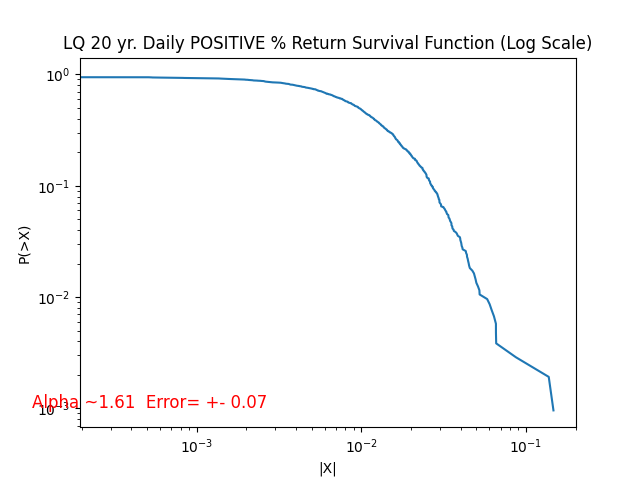 LQ 20 yr. Daily POSITIVE % Return Survival Function (Log Scale)
10⁰
10⁻¹
P(>X)
10⁻²
Alpha ~1.61 Error= +- 0.07
10⁻³
10⁻³ 10⁻² 10⁻¹
|X|